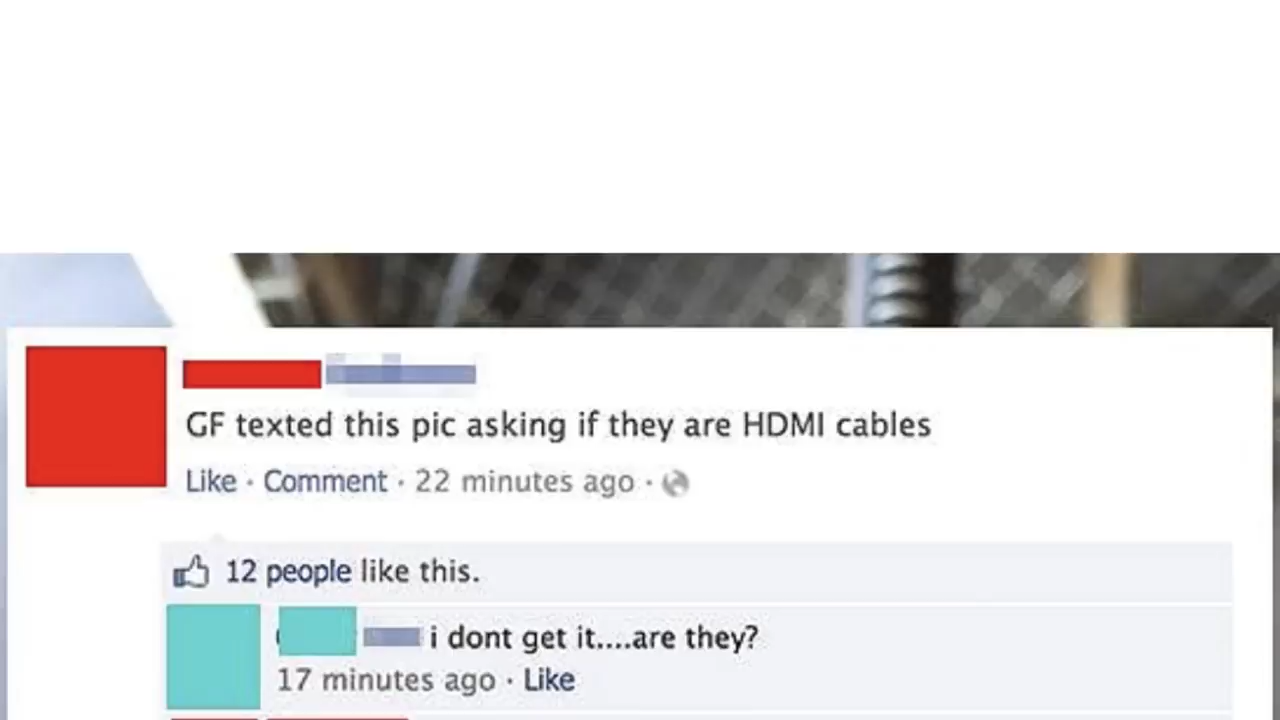 GF texted this pic asking if they are HDMI cables
Like · Comment · 22 minutes ago ·
12 people like this.
i dont get it....are they?
17 minutes ago · Like